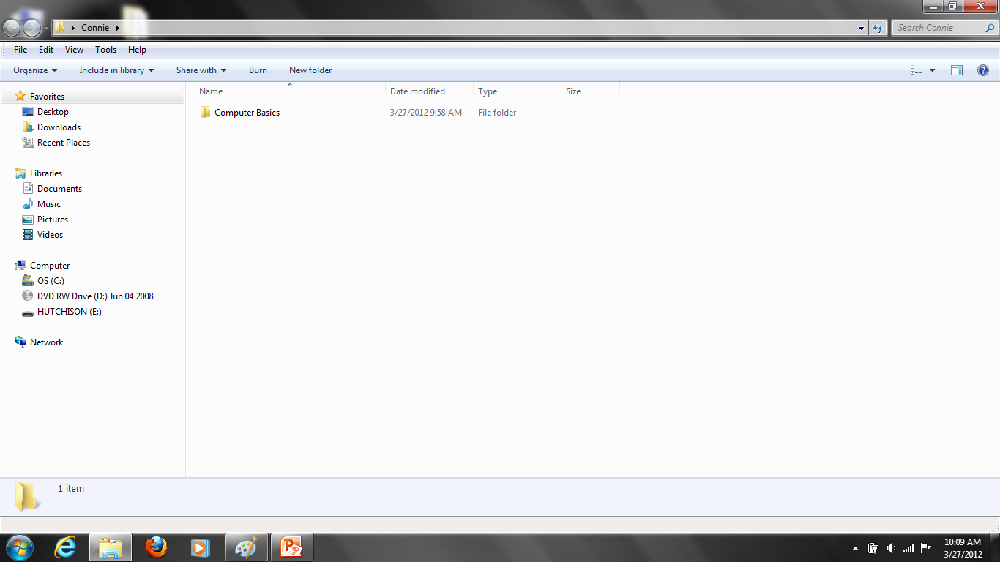 Connie
Search Connie
File Edit View Tools Help
Organize Include in library Share with Burn New folder
Name Date modified Type Size
Computer Basics 3/27/2012 9:58 AM File folder
Favorites
Desktop
Downloads
Recent Places
Libraries
Documents
Music
Pictures
Videos
Computer
OS (C:)
DVD RW Drive (D:) Jun 04 2008
HUTCHISON (E:)
Network
1 item
10:09 AM
3/27/2012